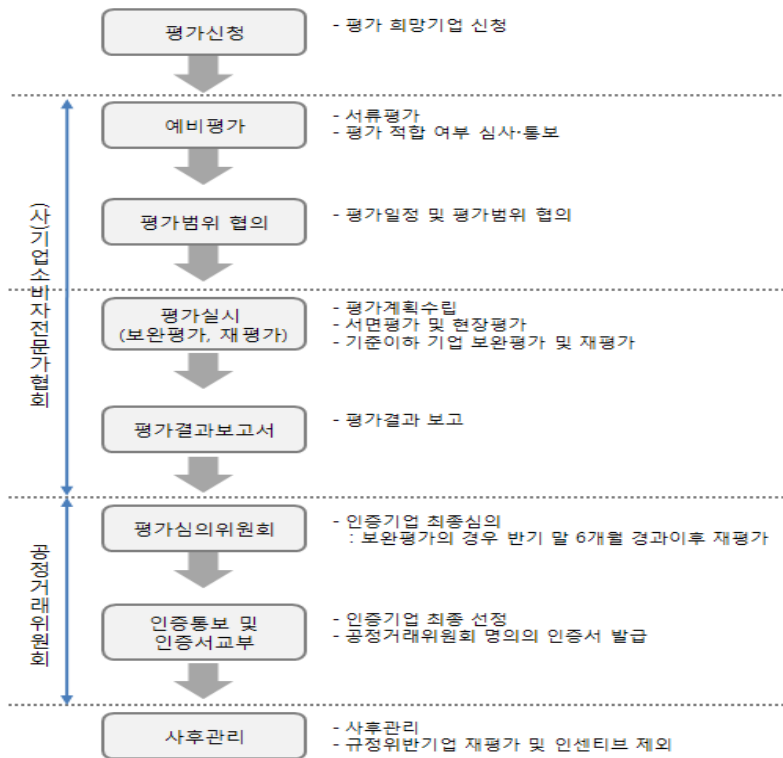 평가신청
- 평가 희망기업 신청
(사)기업소비자전문가협회
예비평가
- 서류평가
- 평가 적합 여부 심사·통보
평가범위 협의
- 평가일정 및 평가범위 협의
평가실시
(보완평가, 재평가)
- 평가계획수립
- 서면평가 및 현장평가
- 기준이하 기업 보완평가 및 재평가
평가결과보고서
- 평가결과 보고
공정거래위원회
평가심의위원회
- 인증기업 최종심의
: 보완평가의 경우 반기 말 6개월 경과이후 재평가
인증통보 및
인증서교부
- 인증기업 최종 선정
- 공정거래위원회 명의의 인증서 발급
사후관리
- 사후관리
- 규정위반기업 재평가 및 인센티브 제외